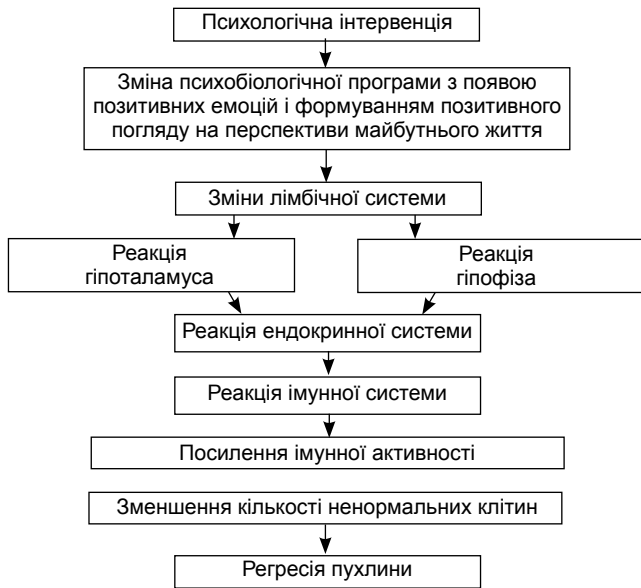 Психологічна інтервенція
Зміна психобіологічної програми з появою
позитивних емоцій і формуванням позитивного
погляду на перспективи майбутнього життя
Зміни лімбічної системи
Реакція
гіпоталамуса
Реакція
гіпофіза
Реакція ендокринної системи
Реакція імунної системи
Посилення імунної активності
Зменшення кількості ненормальних клітин
Регресія пухлини